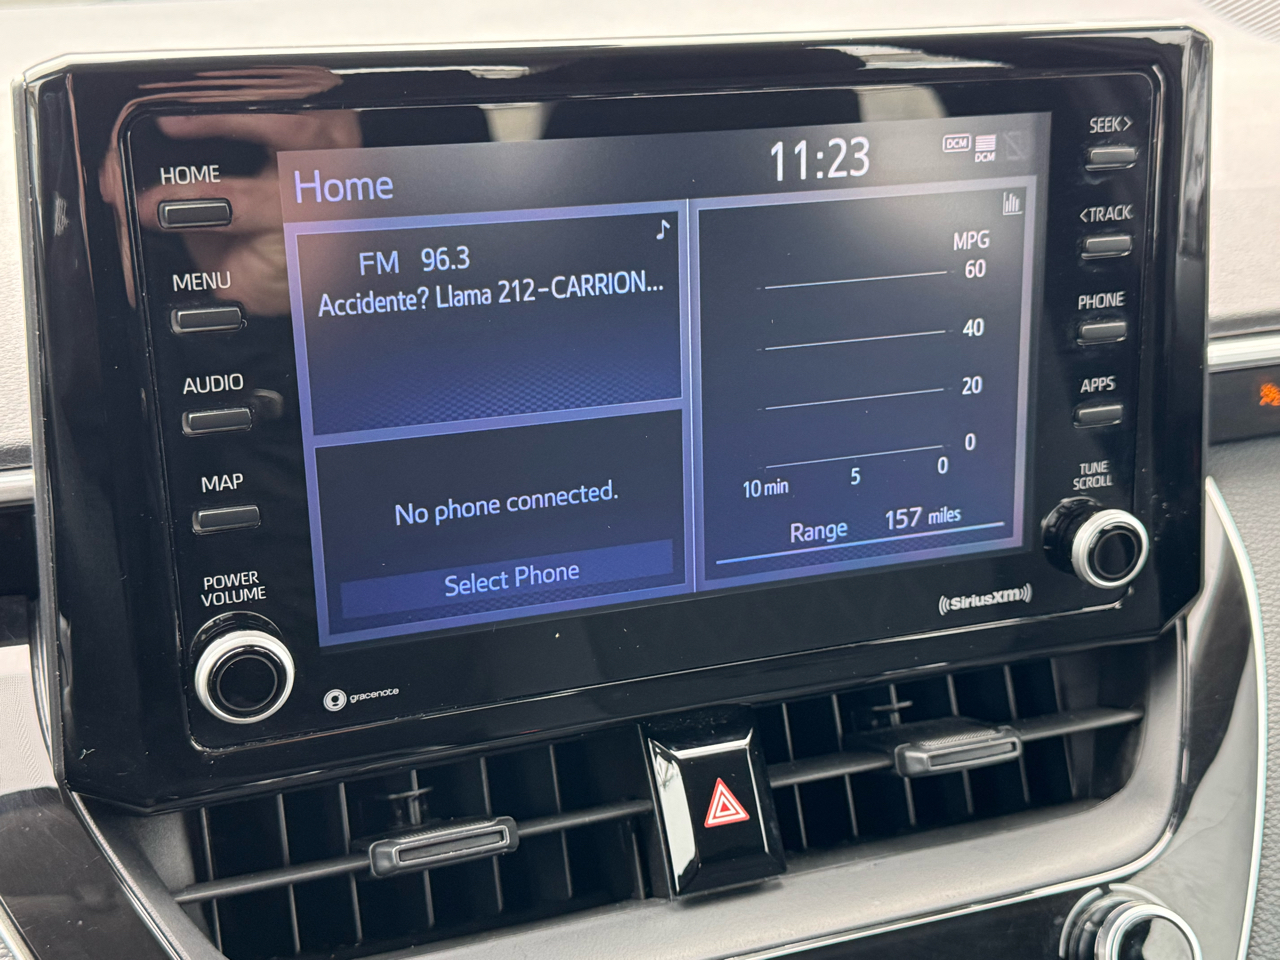 HOME
MENU
AUDIO
MAP
POWER
VOLUME
Home
11:23
DCM
DCM
FM 96.3
Accidente? Llama 212-CARRION...
No phone connected.
Select Phone
MPG
60
40
20
0
10 min 5 0
Range 157 miles
SEEK>
<TRACK
PHONE
APPS
TUNE
SCROLL
gracenote
((SiriusXM))